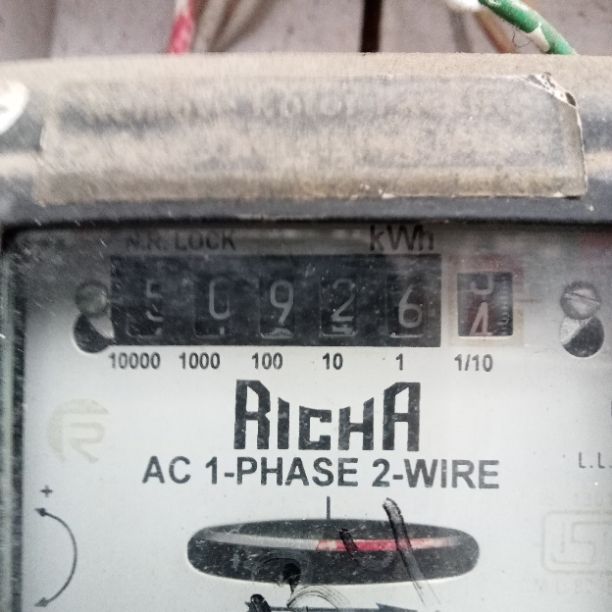 N.R. LOCK kWh
5 0 9 2 6
10000 1000 100 10 1 1/10
RICHA
AC 1-PHASE 2-WIRE
L.L.
+